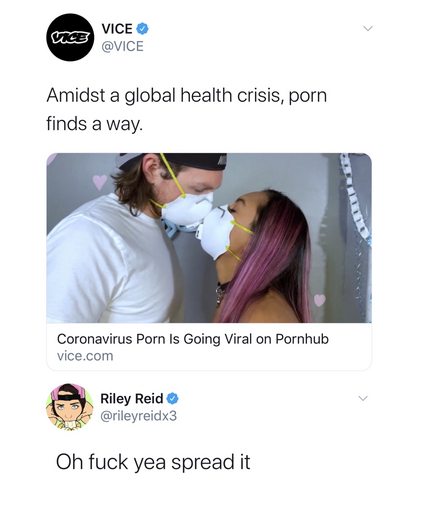 VICE
VICE
@VICE
Amidst a global health crisis, porn
finds a way.
Coronavirus Porn Is Going Viral on Pornhub
vice.com
Riley Reid
@rileyreidx3
Oh fuck yea spread it